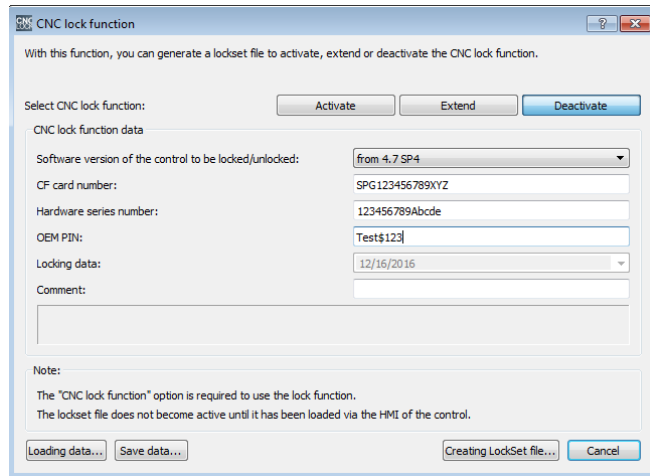 CNC LOCK CNC lock function
With this function, you can generate a lockset file to activate, extend or deactivate the CNC lock function.
Select CNC lock function: Activate Extend Deactivate
CNC lock function data
Software version of the control to be locked/unlocked: from 4.7 SP4
CF card number: SPG123456789XYZ
Hardware series number: 123456789Abcde
OEM PIN: Test$123
Locking data: 12/16/2016
Comment:
Note:
The "CNC lock function" option is required to use the lock function.
The lockset file does not become active until it has been loaded via the HMI of the control.
Loading data... Save data... Creating LockSet file... Cancel